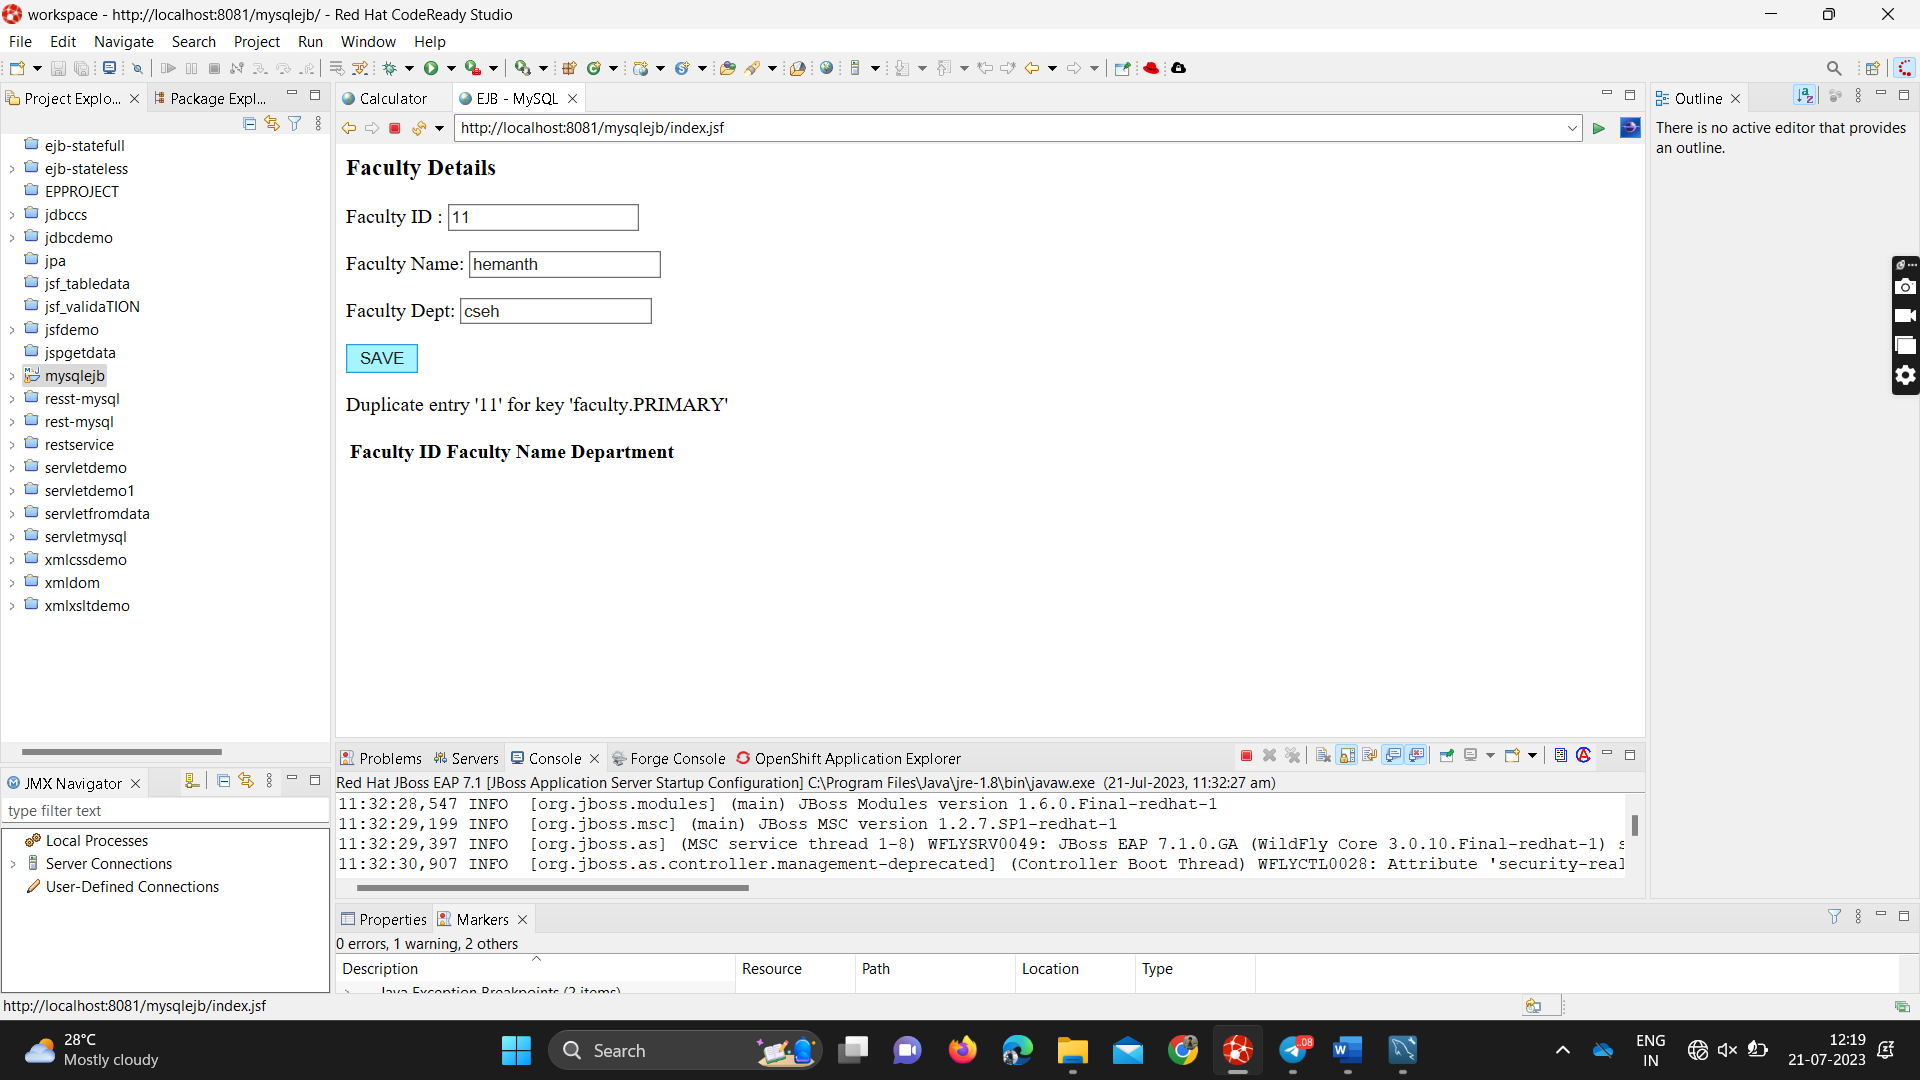 workspace - http://localhost:8081/mysqlejb/ - Red Hat CodeReady Studio
File Edit Navigate Search Project Run Window Help
Project Explo... Package Expl...
ejb-statefull
ejb-stateless
EPPROJECT
jdbccs
jdbcdemo
jpa
jsf_tabledata
jsf_validaTION
jsfdemo
jspgetdata
mysqlejb
resst-mysql
rest-mysql
restservice
servletdemo
servletdemo1
servletfromdata
servletmysql
xmlcssdemo
xmldom
xmlxsltdemo
JMX Navigator
type filter text
Local Processes
Server Connections
User-Defined Connections
Calculator EJB - MySQL
http://localhost:8081/mysqlejb/index.jsf
Faculty Details
Faculty ID : 11
Faculty Name: hemanth
Faculty Dept: cseh
SAVE
Duplicate entry '11' for key 'faculty.PRIMARY'
Faculty ID Faculty Name Department
Outline
There is no active editor that provides
an outline.
Problems Servers Console Forge Console OpenShift Application Explorer
Red Hat JBoss EAP 7.1 [JBoss Application Server Startup Configuration] C:\Program Files\Java\jre-1.8\bin\javaw.exe (21-Jul-2023, 11:32:27 am)
11:32:28,547 INFO [org.jboss.modules] (main) JBoss Modules version 1.6.0.Final-redhat-1
11:32:29,199 INFO [org.jboss.msc] (main) JBoss MSC version 1.2.7.SP1-redhat-1
11:32:29,397 INFO [org.jboss.as] (MSC service thread 1-8) WFLYSRV0049: JBoss EAP 7.1.0.GA (WildFly Core 3.0.10.Final-redhat-1) s
11:32:30,907 INFO [org.jboss.as.controller.management-deprecated] (Controller Boot Thread) WFLYCTL0028: Attribute 'security-real
Properties Markers
0 errors, 1 warning, 2 others
Description Resource Path Location Type
Java Exception Breakpoints (2 items)
http://localhost:8081/mysqlejb/index.jsf
28°C
Mostly cloudy
Search
ENG
IN
12:19
21-07-2023